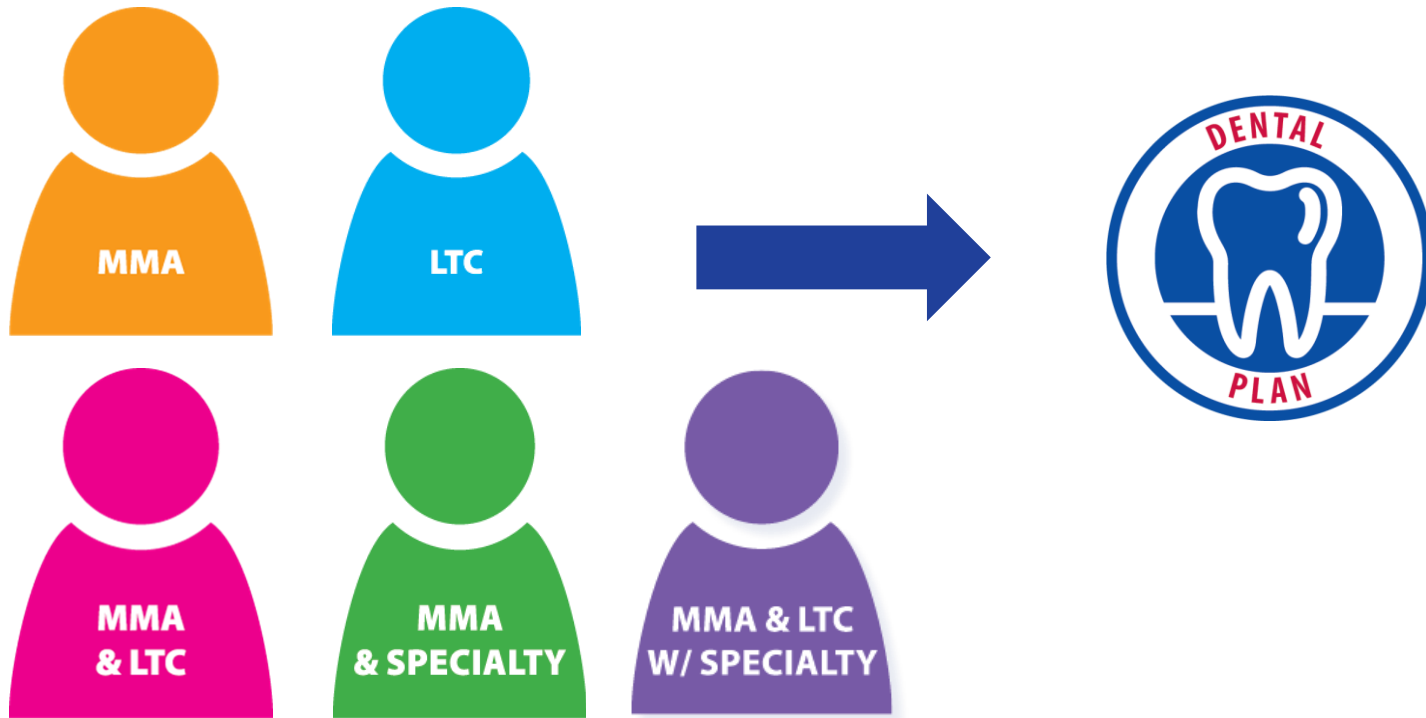 MMA
LTC
DENTAL
PLAN
MMA
& LTC
MMA
& SPECIALTY
MMA & LTC
W/ SPECIALTY